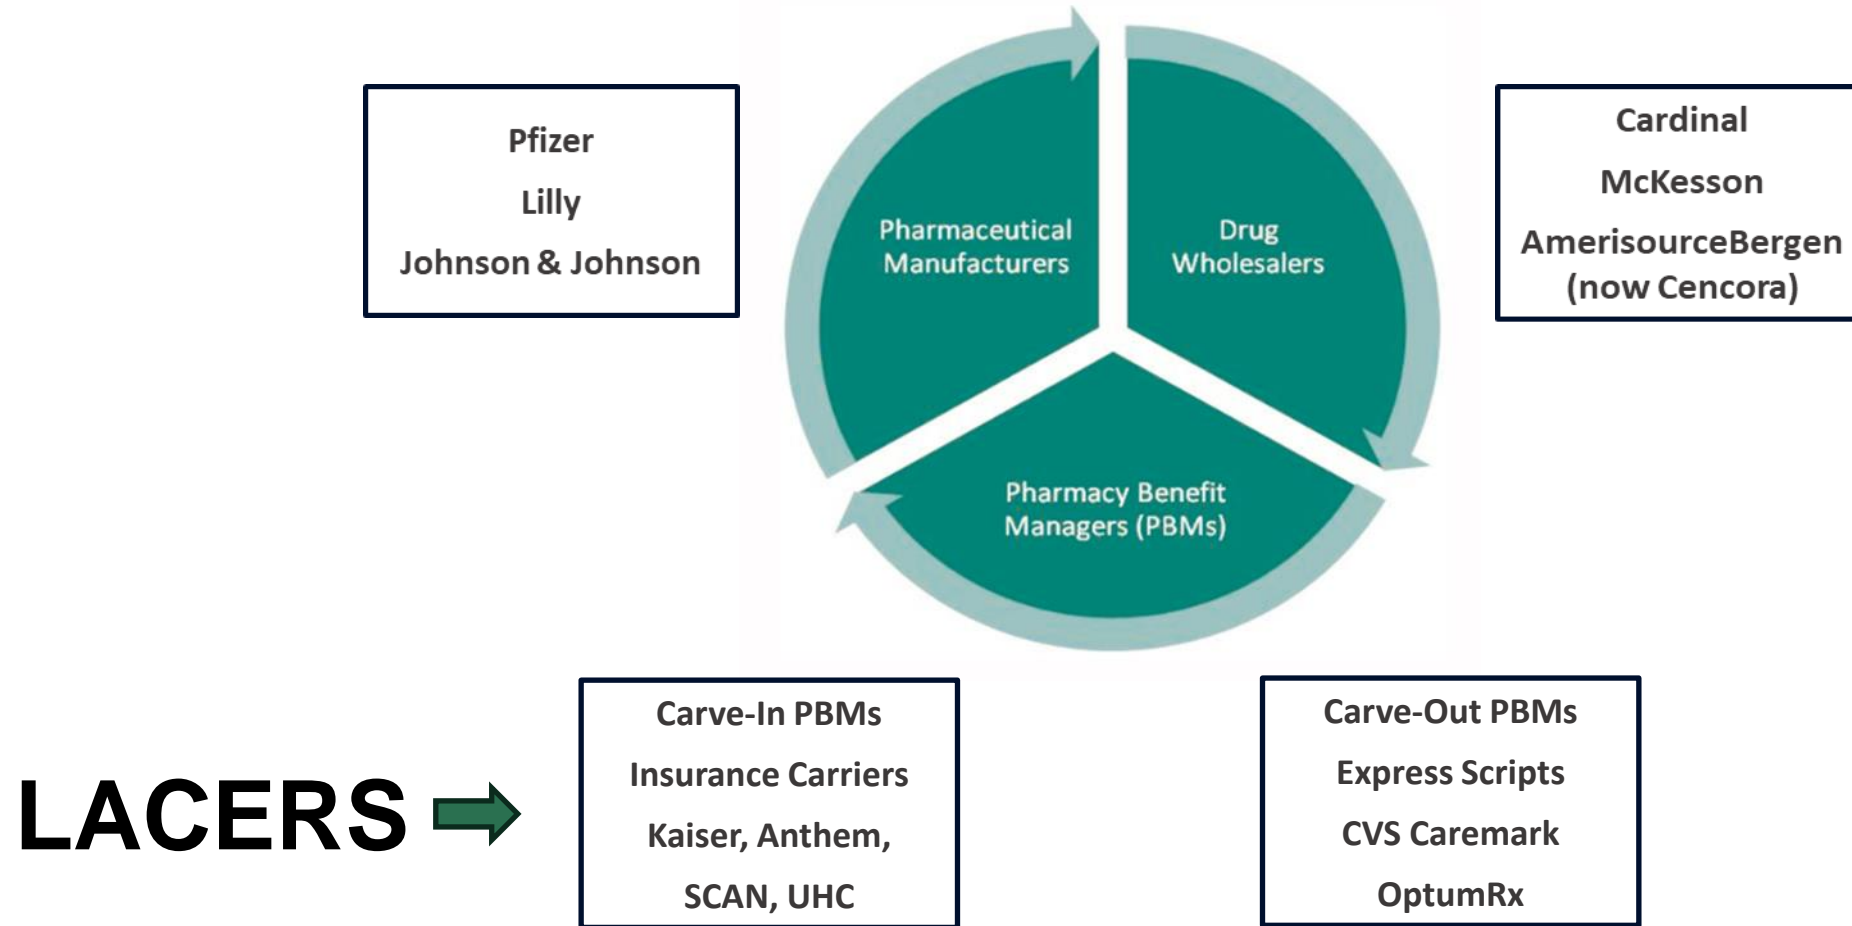 Pfizer
Lilly
Johnson & Johnson
Pharmaceutical
Manufacturers
Drug
Wholesalers
Cardinal
McKesson
AmerisourceBergen
(now Cencora)
Pharmacy Benefit
Managers (PBMs)
LACERS
Carve-In PBMs
Insurance Carriers
Kaiser, Anthem,
SCAN, UHC
Carve-Out PBMs
Express Scripts
CVS Caremark
OptumRx